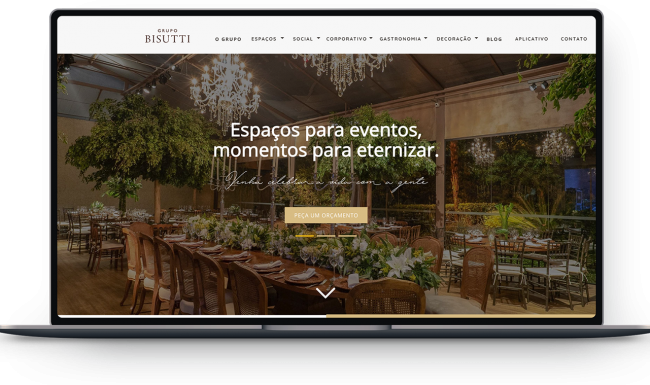 GRUPO
BISUTTI
O GRUPO ESPAÇOS SOCIAL CORPORATIVO GASTRONOMIA DECORAÇÃO BLOG APLICATIVO CONTATO
Espaços para eventos,
momentos para eternizar.
Venha celebrar a vida com a gente
PEÇA UM ORÇAMENTO